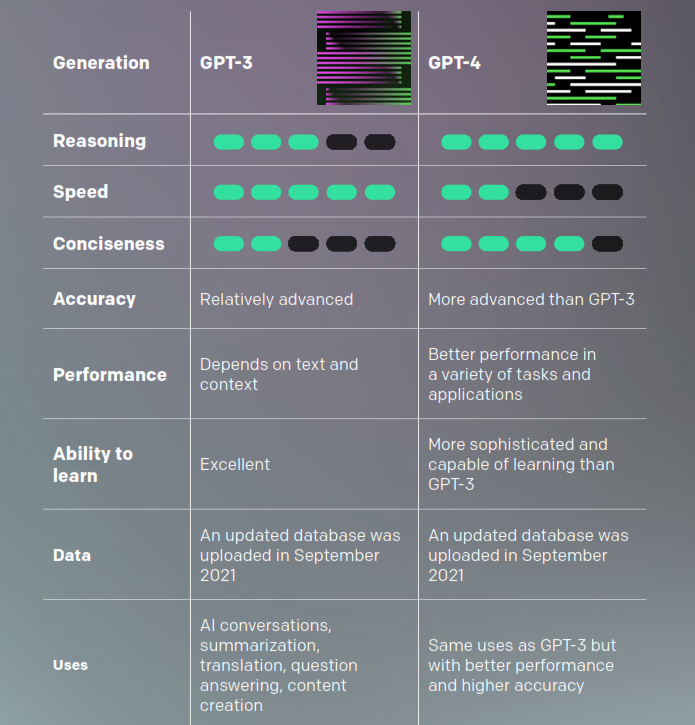 Generation
GPT-3
GPT-4
Reasoning
Speed
Conciseness
Accuracy
Relatively advanced
More advanced than GPT-3
Performance
Depends on text and
context
Better performance in
a variety of tasks and
applications
Ability to
learn
Excellent
More sophisticated and
capable of learning than
GPT-3
Data
An updated database was
uploaded in September
2021
An updated database was
uploaded in September
2021
Uses
AI conversations,
summarization,
translation, question
answering, content
creation
Same uses as GPT-3 but
with better performance
and higher accuracy